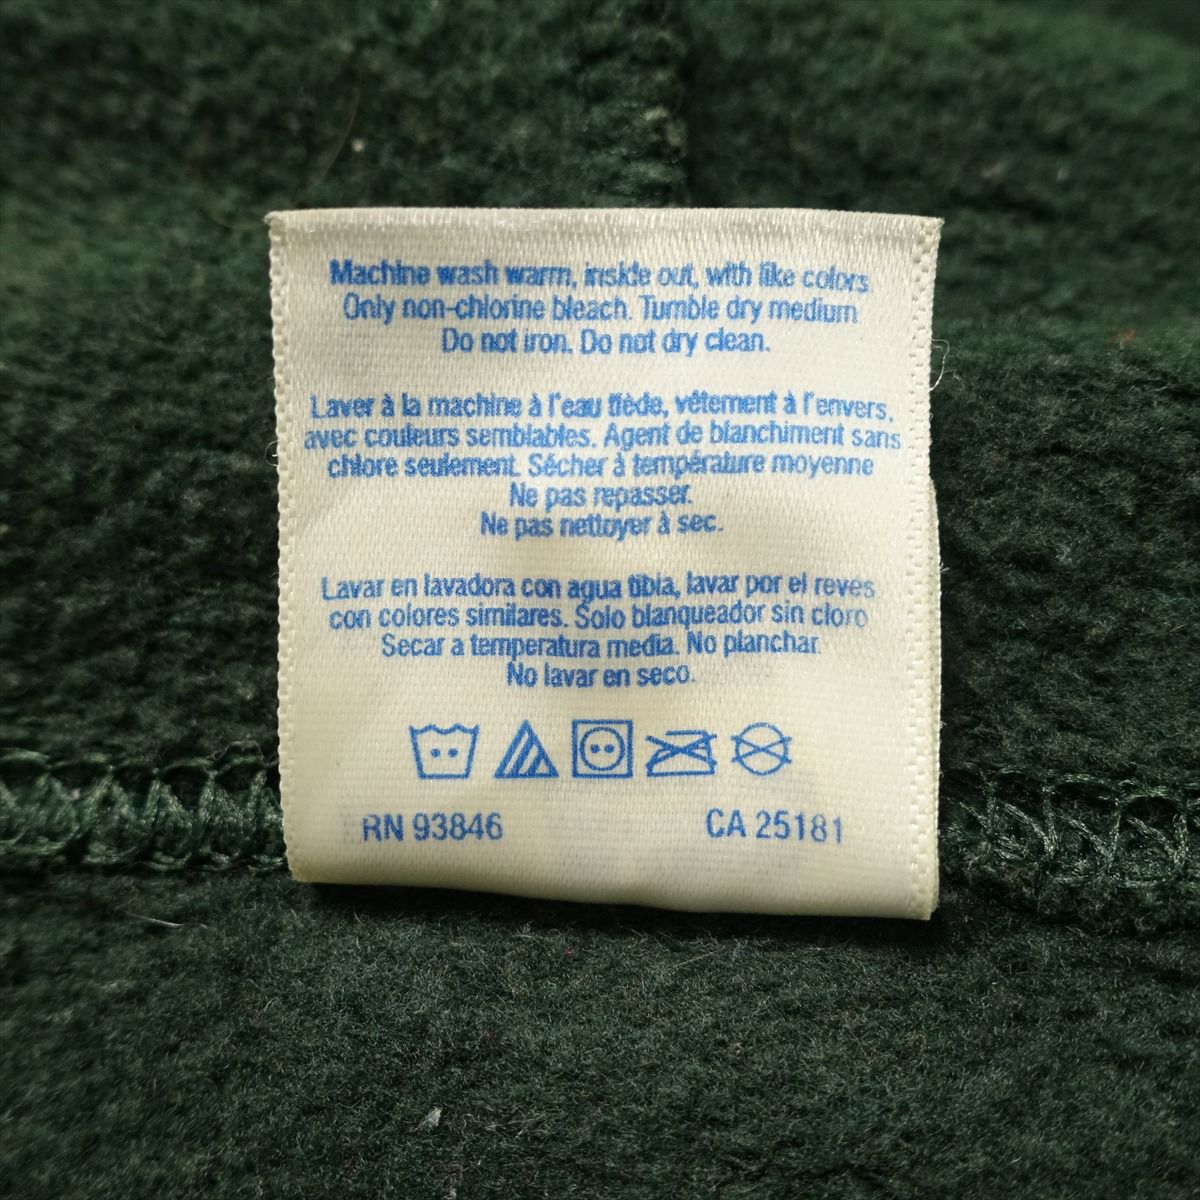 Machine wash warm, inside out, with like colors.
Only non-chlorine bleach. Tumble dry medium.
Do not iron. Do not dry clean.
Laver à la machine à l'eau tiède, vêtement à l'envers,
avec couleurs semblables. Agent de blanchiment sans
chlore seulement. Sécher à température moyenne
Ne pas repasser.
Ne pas nettoyer à sec.
Lavar en lavadora con agua tibia, lavar por el reves
con colores similares. Solo blanqueador sin cloro
Secar a temperatura media. No planchar.
No lavar en seco.
RN 93846 CA 25181